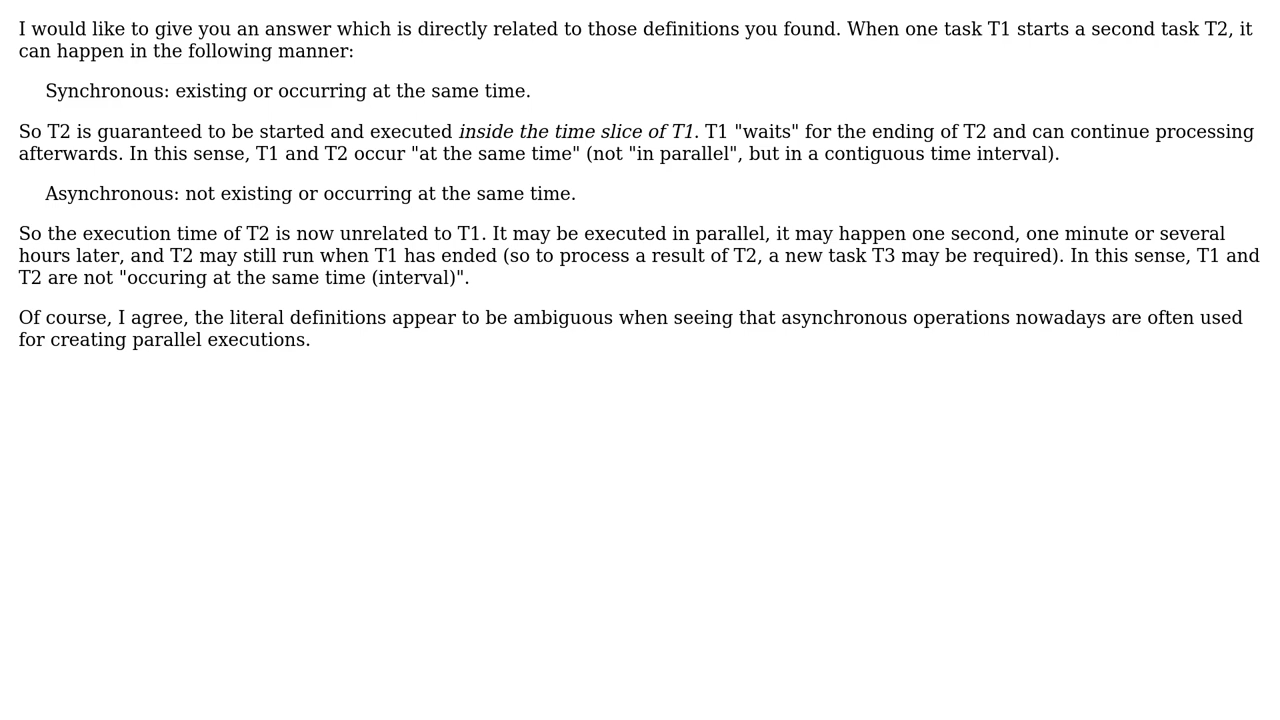 I would like to give you an answer which is directly related to those definitions you found. When one task T1 starts a second task T2, it
can happen in the following manner:
Synchronous: existing or occurring at the same time.
So T2 is guaranteed to be started and executed inside the time slice of T1. T1 "waits" for the ending of T2 and can continue processing
afterwards. In this sense, T1 and T2 occur "at the same time" (not "in parallel", but in a contiguous time interval).
Asynchronous: not existing or occurring at the same time.
So the execution time of T2 is now unrelated to T1. It may be executed in parallel, it may happen one second, one minute or several
hours later, and T2 may still run when T1 has ended (so to process a result of T2, a new task T3 may be required). In this sense, T1 and
T2 are not "occuring at the same time (interval)".
Of course, I agree, the literal definitions appear to be ambiguous when seeing that asynchronous operations nowadays are often used
for creating parallel executions.